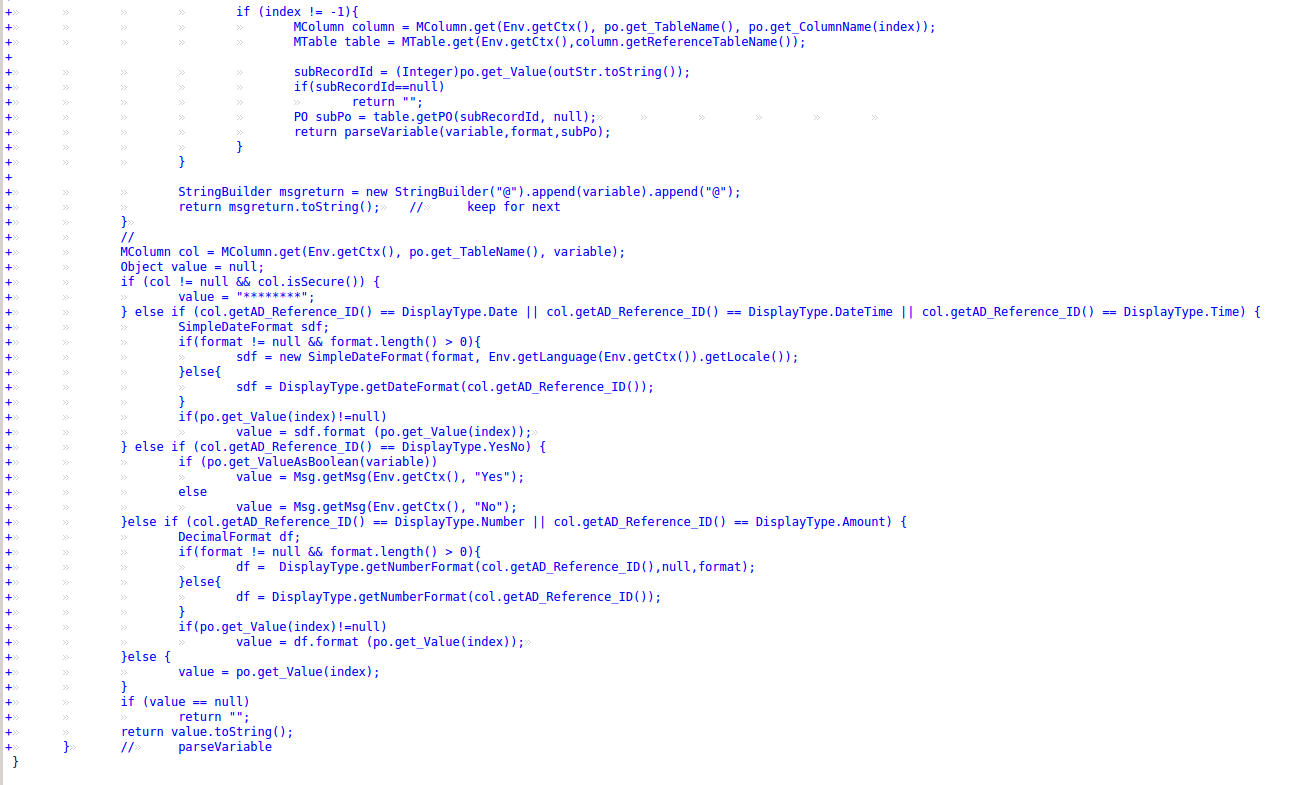 +»	»	»	»	»	if (index != -1){
+»	»	»	»	»	MColumn column = MColumn.get(Env.getCtx(), po.get_TableName(), po.get_ColumnName(index));
+»	»	»	»	»	MTable table = MTable.get(Env.getCtx(),column.getReferenceTableName());
+
+»	»	»	»	»	subRecordId = (Integer)po.get_Value(outStr.toString());
+»	»	»	»	»	if(subRecordId==null)
+»	»	»	»	»	»	return "";
+»	»	»	»	»	PO subPo = table.getPO(subRecordId, null);»	»	»	»	»	»
+»	»	»	»	»	return parseVariable(variable,format,subPo);
+»	»	»	»	}
+»	»	»	}
+
+»	»	»	StringBuilder msgreturn = new StringBuilder("@").append(variable).append("@");
+»	»	»	return msgreturn.toString();»	//»	keep for next
+»	»	}»
+»	»	//
+»	»	MColumn col = MColumn.get(Env.getCtx(), po.get_TableName(), variable);
+»	»	Object value = null;
+»	»	if (col != null && col.isSecure()) {
+»	»	»	value = "********";
+»	»	} else if (col.getAD_Reference_ID() == DisplayType.Date || col.getAD_Reference_ID() == DisplayType.DateTime || col.getAD_Reference_ID() == DisplayType.Time) {
+»	»	»	SimpleDateFormat sdf;
+»	»	»	if(format != null && format.length() > 0){
+»	»	»	»	sdf = new SimpleDateFormat(format, Env.getLanguage(Env.getCtx()).getLocale());
+»	»	»	}else{
+»	»	»	»	sdf = DisplayType.getDateFormat(col.getAD_Reference_ID());
+»	»	»	}
+»	»	»	if(po.get_Value(index)!=null)
+»	»	»	»	value = sdf.format (po.get_Value(index));»
+»	»	} else if (col.getAD_Reference_ID() == DisplayType.YesNo) {
+»	»	»	if (po.get_ValueAsBoolean(variable))
+»	»	»	»	value = Msg.getMsg(Env.getCtx(), "Yes");
+»	»	»	else
+»	»	»	»	value = Msg.getMsg(Env.getCtx(), "No");
+»	»	}else if (col.getAD_Reference_ID() == DisplayType.Number || col.getAD_Reference_ID() == DisplayType.Amount) {
+»	»	»	DecimalFormat df;
+»	»	»	if(format != null && format.length() > 0){
+»	»	»	»	df =  DisplayType.getNumberFormat(col.getAD_Reference_ID(),null,format);
+»	»	»	}else{
+»	»	»	»	df = DisplayType.getNumberFormat(col.getAD_Reference_ID());
+»	»	»	}
+»	»	»	if(po.get_Value(index)!=null)
+»	»	»	»	value = df.format (po.get_Value(index));»
+»	»	}else {
+»	»	»	value = po.get_Value(index);
+»	»	}
+»	»	if (value == null)
+»	»	»	return "";
+»	»	return value.toString();
+»	}»	//»	parseVariable
}